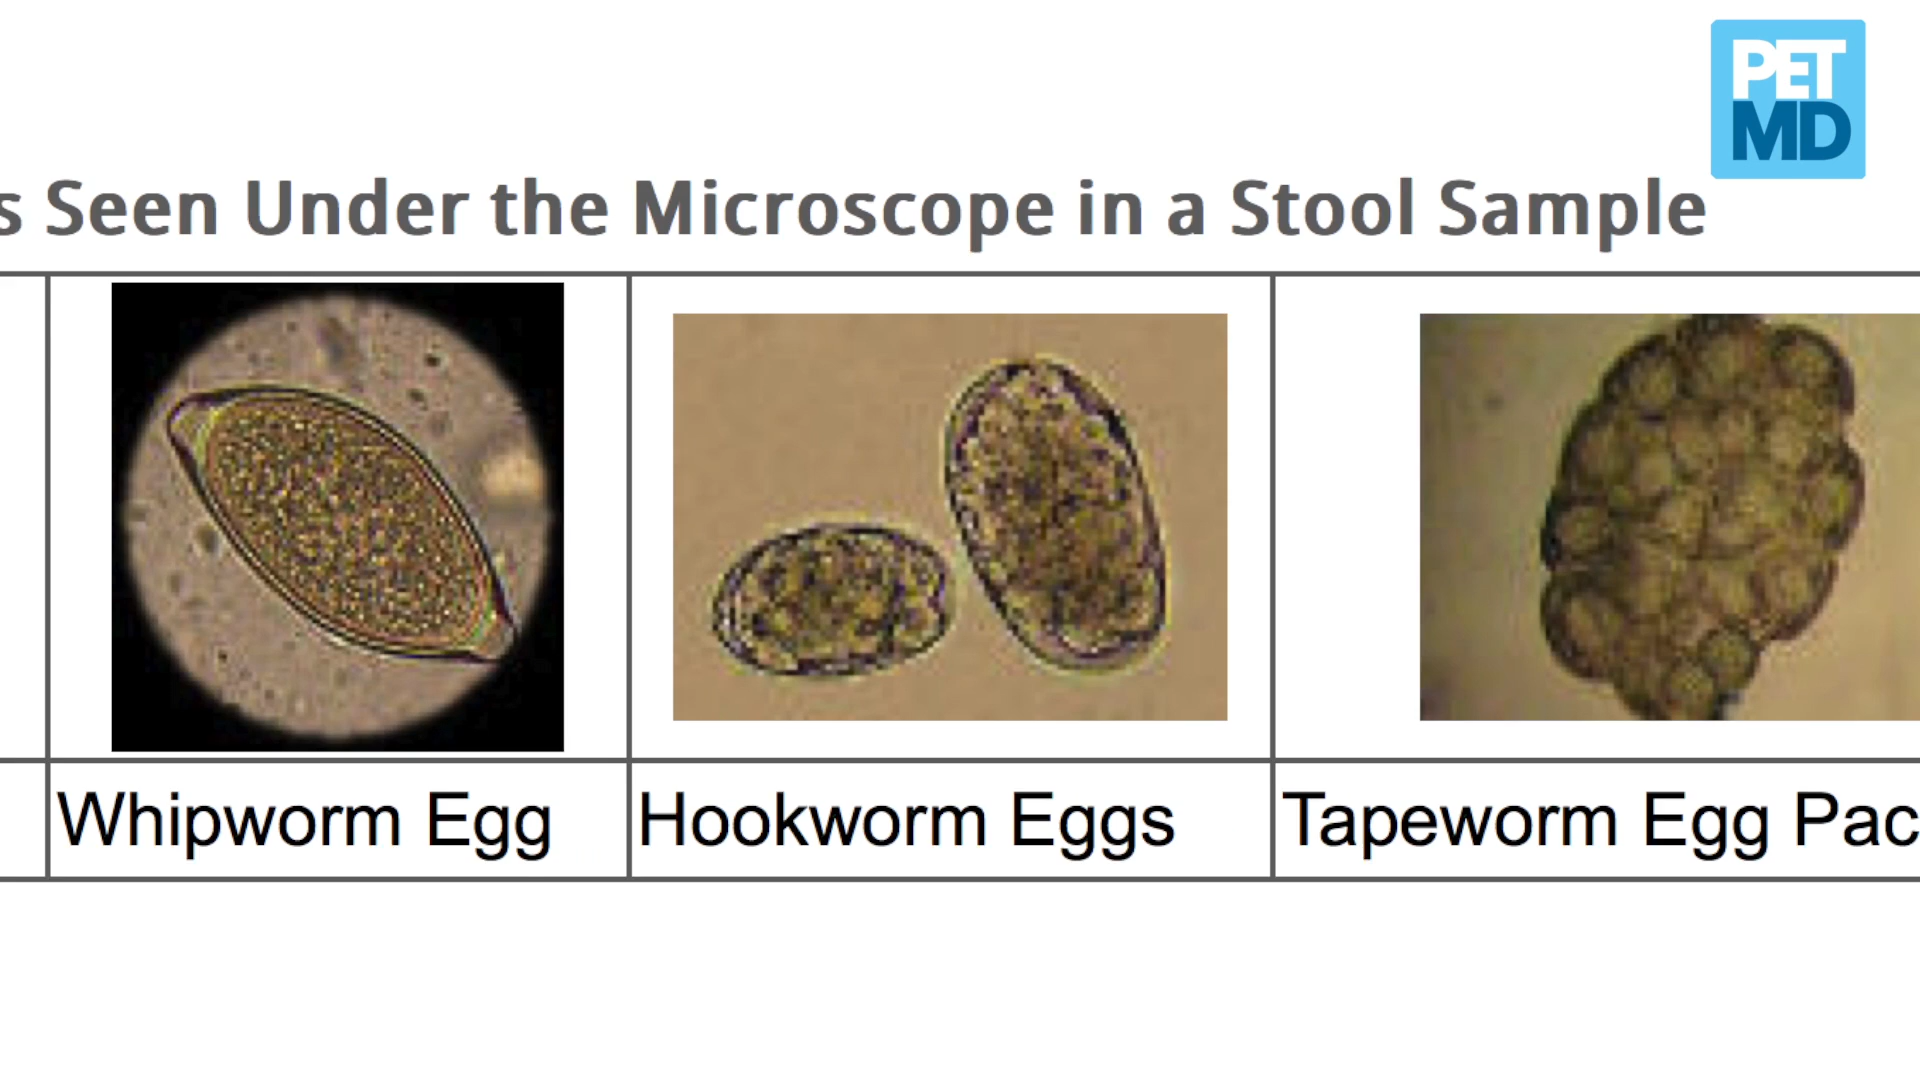 PET
MD
s Seen Under the Microscope in a Stool Sample
Whipworm Egg
Hookworm Eggs
Tapeworm Egg Pac